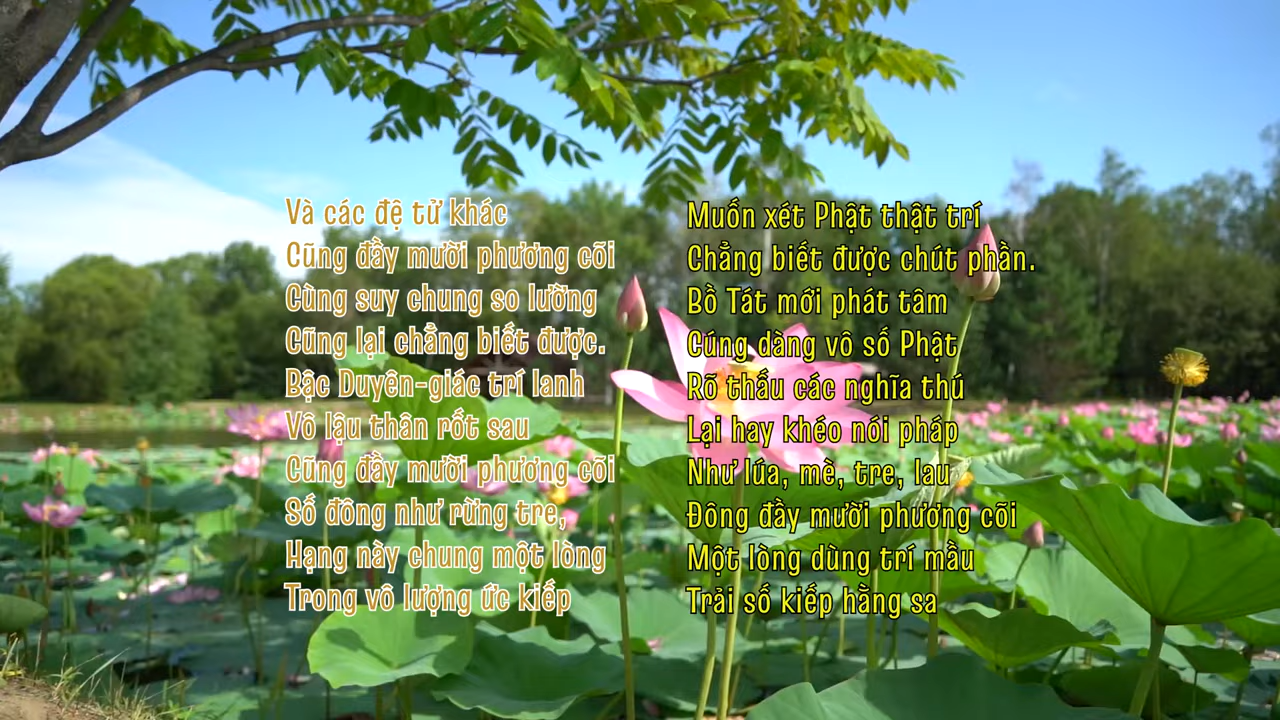 Và các đệ tử khác
Cũng đầy mười phương cõi
Cùng suy chung so lường
Cũng lại chẳng biết được.
Bậc Duyên-giác trí lanh
Vô lậu thân rốt sau
Cũng đầy mười phương cõi
Số đông như rừng tre,
Hạng này chung một lòng
Trong vô lượng ức kiếp
Muốn xét Phật thật trí
Chẳng biết được chút phần.
Bồ Tát mới phát tâm
Cúng dàng vô số Phật
Rõ thấu các nghĩa thú
Lại hay khéo nói pháp
Như lúa, mè, tre, lau
Đông đầy mười phương cõi
Một lòng dùng trí mầu
Trải số kiếp hằng sa